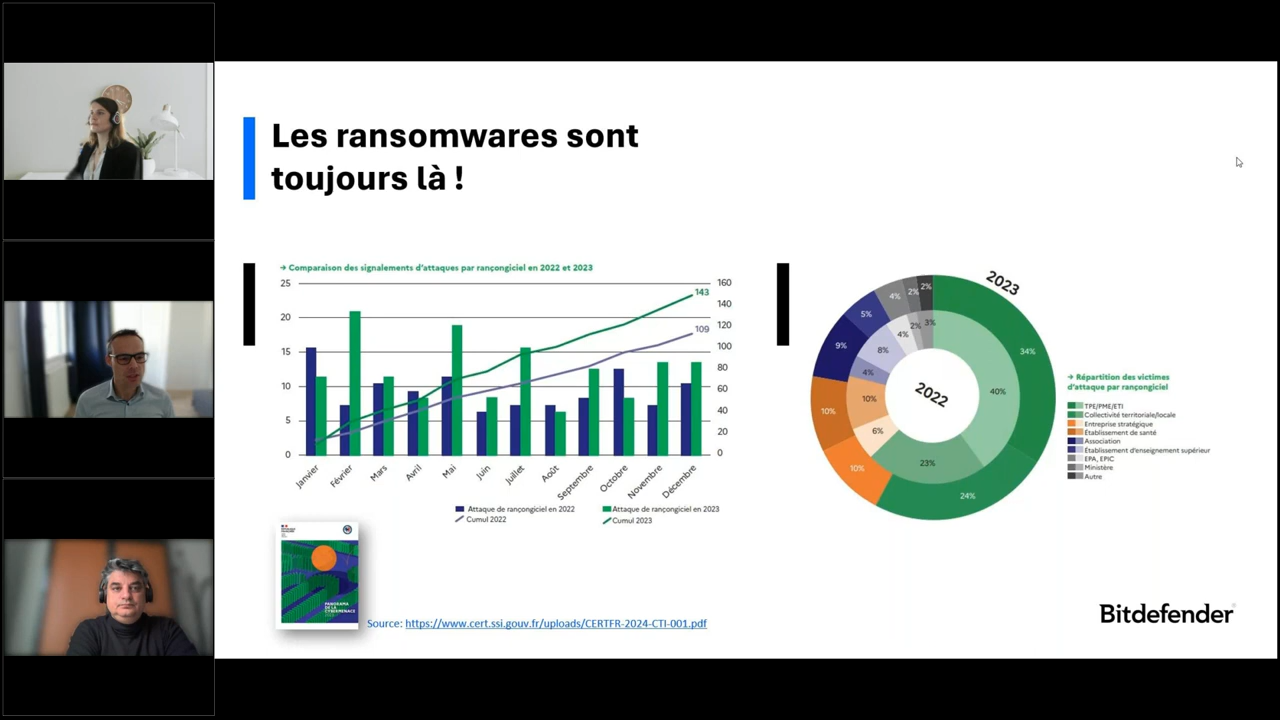 Les ransomwares sont
toujours là !
→ Comparaison des signalements d'attaques par rançongiciel en 2022 et 2023
25
20
15
10
5
0
160
140
120
100
80
60
40
20
0
143
109
Janvier
Février
Mars
Avril
Mai
Juin
Juillet
Août
Septembre
Octobre
Novembre
Décembre
Attaque de rançongiciel en 2022
Attaque de rançongiciel en 2023
Cumul 2022
Cumul 2023
2023
2022
34%
24%
10%
10%
9%
5%
4%
2%
2%
40%
23%
6%
10%
4%
8%
4%
2%
3%
→ Répartition des victimes
d'attaque par rançongiciel
TPE/PME/ETI
Collectivité territoriale/locale
Entreprise stratégique
Établissement de santé
Association
Établissement d'enseignement supérieur
EPA, EPIC
Ministère
Autre
PANORAMA
DE LA
CYBERMENACE
Source: https://www.cert.ssi.gouv.fr/uploads/CERTFR-2024-CTI-001.pdf
Bitdefender